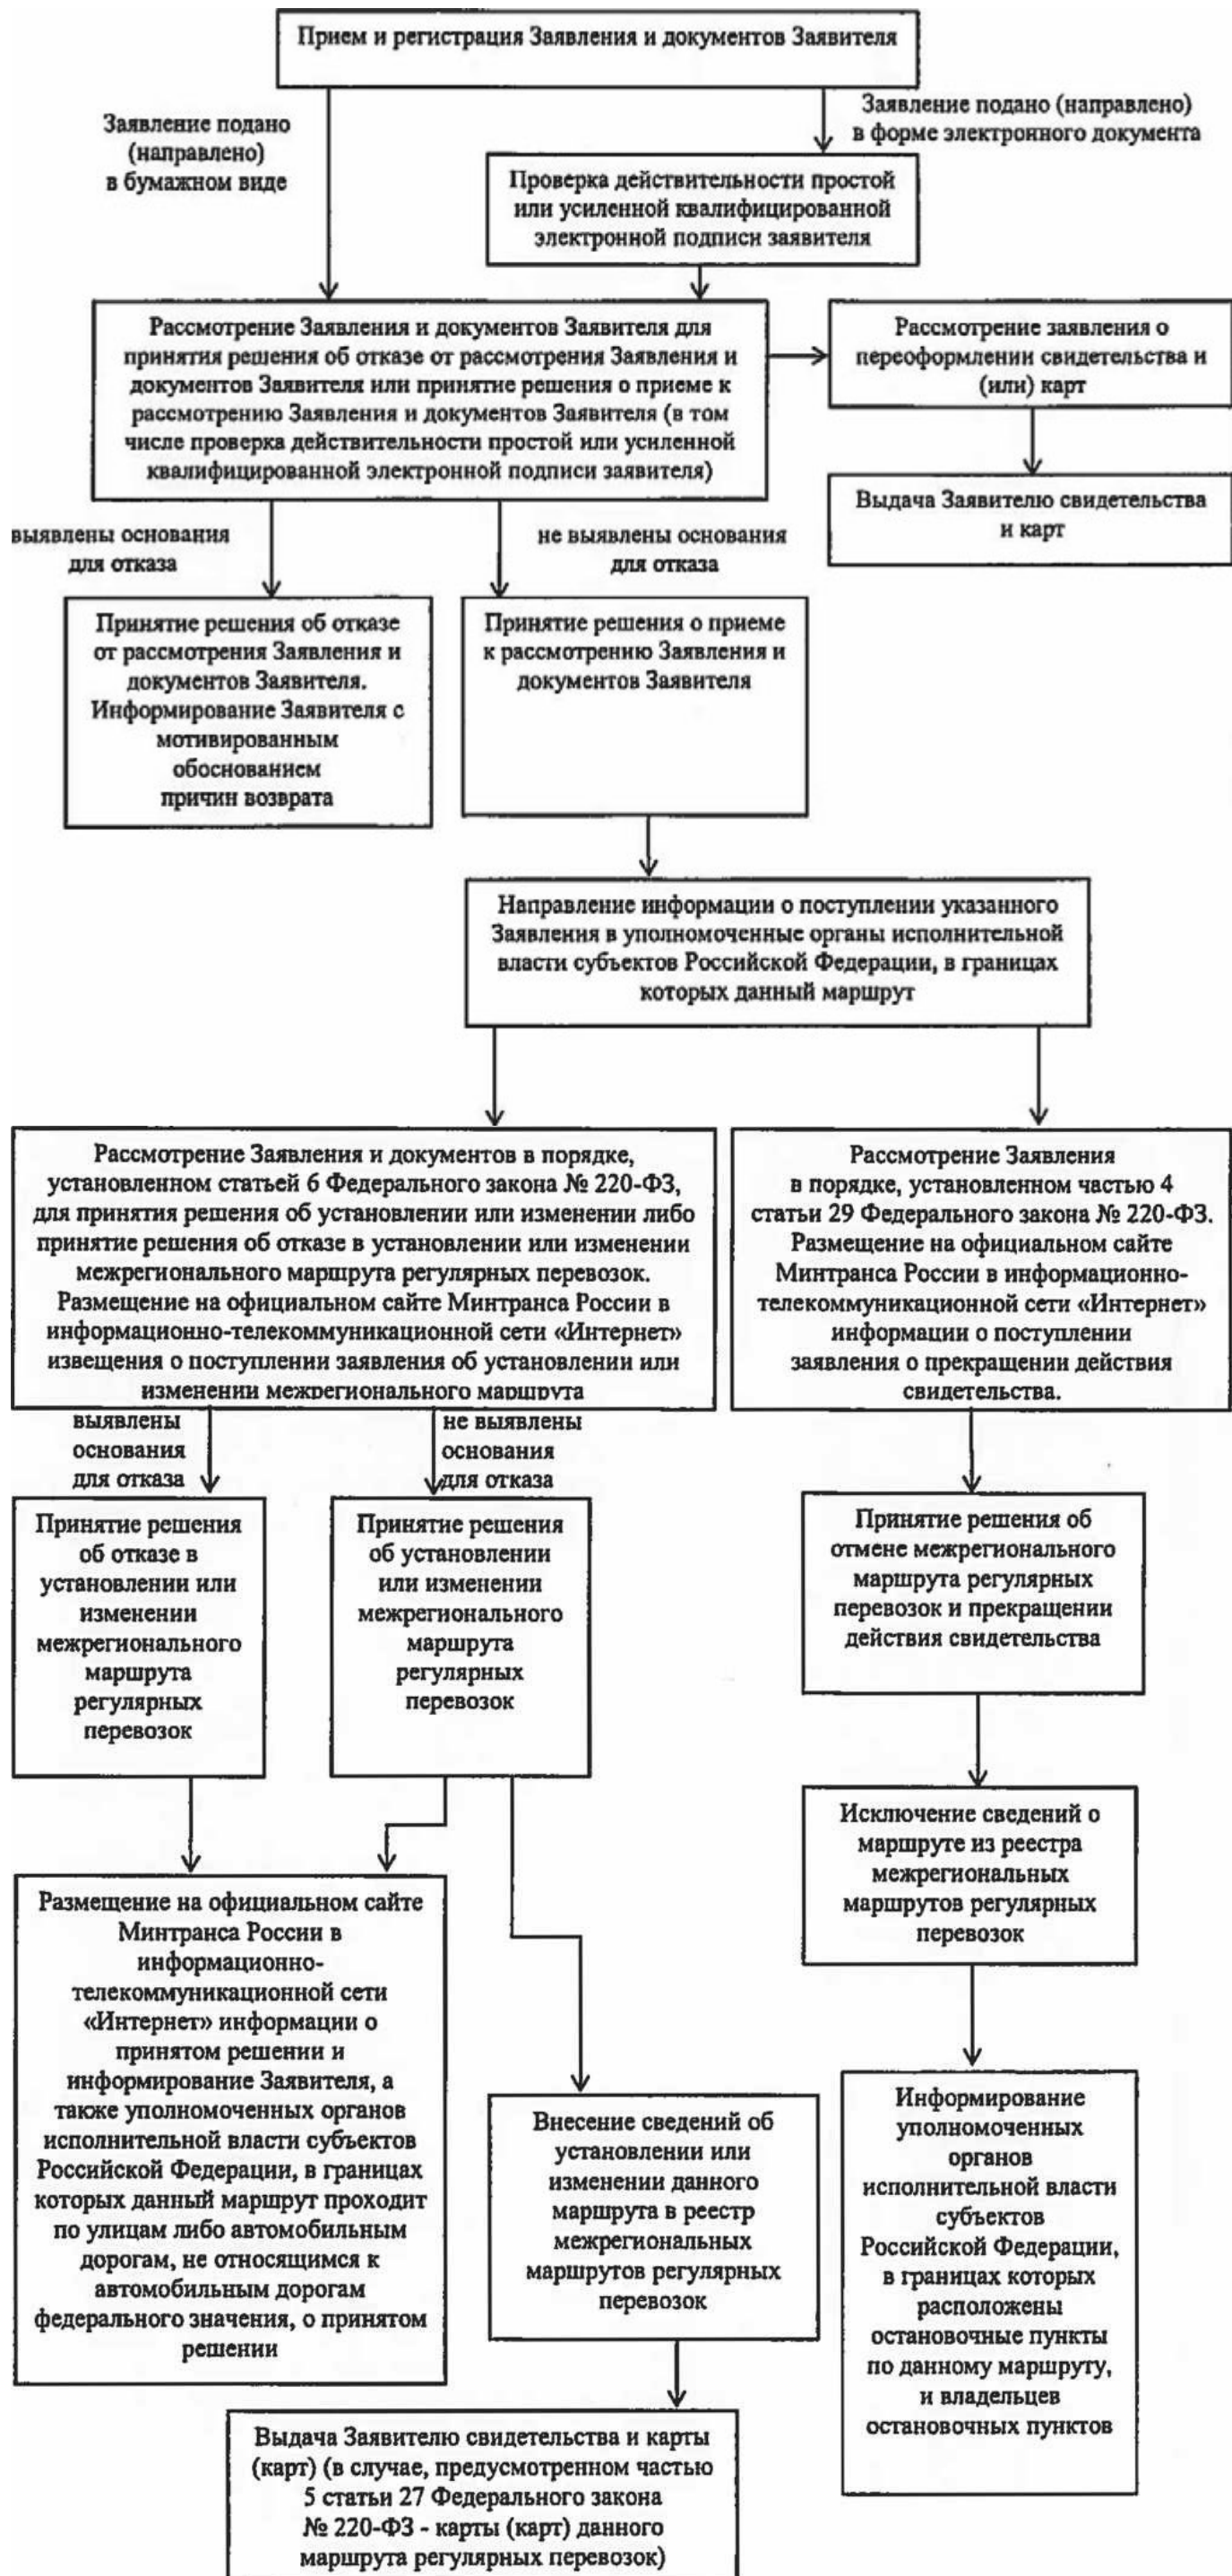 Прием и регистрация Заявления и документов Заявителя
Заявление подано
(направлено)
в бумажном виде
Заявление подано (направлено)
в форме электронного документа
Проверка действительности простой
или усиленной квалифицированной
электронной подписи заявителя
Рассмотрение Заявления и документов Заявителя для
принятия решения об отказе от рассмотрения Заявления и
документов Заявителя или принятие решения о приеме к
рассмотрению Заявления и документов Заявителя (в том
числе проверка действительности простой или усиленной
квалифицированной электронной подписи заявителя)
Рассмотрение заявления о
переоформлении свидетельства и
(или) карт
Выдача Заявителю свидетельства
и карт
выявлены основания
для отказа
не выявлены основания
для отказа
Принятие решения об отказе
от рассмотрения Заявления и
документов Заявителя.
Информирование Заявителя с
мотивированным
обоснованием
причин возврата
Принятие решения о приеме
к рассмотрению Заявления и
документов Заявителя
Направление информации о поступлении указанного
Заявления в уполномоченные органы исполнительной
власти субъектов Российской Федерации, в границах
которых данный маршрут
Рассмотрение Заявления и документов в порядке,
установленном статьей 6 Федерального закона № 220-ФЗ,
для принятия решения об установлении или изменении либо
принятие решения об отказе в установлении или изменении
межрегионального маршрута регулярных перевозок.
Размещение на официальном сайте Минтранса России в
информационно-телекоммуникационной сети «Интернет»
извещения о поступлении заявления об установлении или
изменении межрегионального маршрута
Рассмотрение Заявления
в порядке, установленном частью 4
статьи 29 Федерального закона № 220-ФЗ.
Размещение на официальном сайте
Минтранса России в информационно-
телекоммуникационной сети «Интернет»
информации о поступлении
заявления о прекращении действия
свидетельства.
выявлены
основания
для отказа
не выявлены
основания
для отказа
Принятие решения
об отказе в
установлении или
изменении
межрегионального
маршрута
регулярных
перевозок
Принятие решения
об установлении
или изменении
межрегионального
маршрута
регулярных
перевозок
Принятие решения об
отмене межрегионального
маршрута регулярных
перевозок и прекращении
действия свидетельства
Исключение сведений о
маршруте из реестра
межрегиональных
маршрутов регулярных
перевозок
Размещение на официальном сайте
Минтранса России в
информационно-
телекоммуникационной сети
«Интернет» информации о
принятом решении и
информирование Заявителя, а
также уполномоченных органов
исполнительной власти субъектов
Российской Федерации, в границах
которых данный маршрут проходит
по улицам либо автомобильным
дорогам, не относящимся к
автомобильным дорогам
федерального значения, о принятом
решении
Внесение сведений об
установлении или
изменении данного
маршрута в реестр
межрегиональных
маршрутов регулярных
перевозок
Информирование
уполномоченных
органов
исполнительной власти
субъектов
Российской Федерации,
в границах которых
расположены
остановочные пункты
по данному маршруту,
и владельцев
остановочных пунктов
Выдача Заявителю свидетельства и карты
(карт) (в случае, предусмотренном частью
5 статьи 27 Федерального закона
№ 220-ФЗ - карты (карт) данного
маршрута регулярных перевозок)